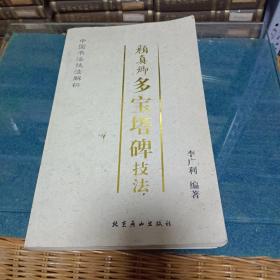 中国书法技法解析
颜真卿多宝塔碑技法
李广利 编著
北京燕山出版社